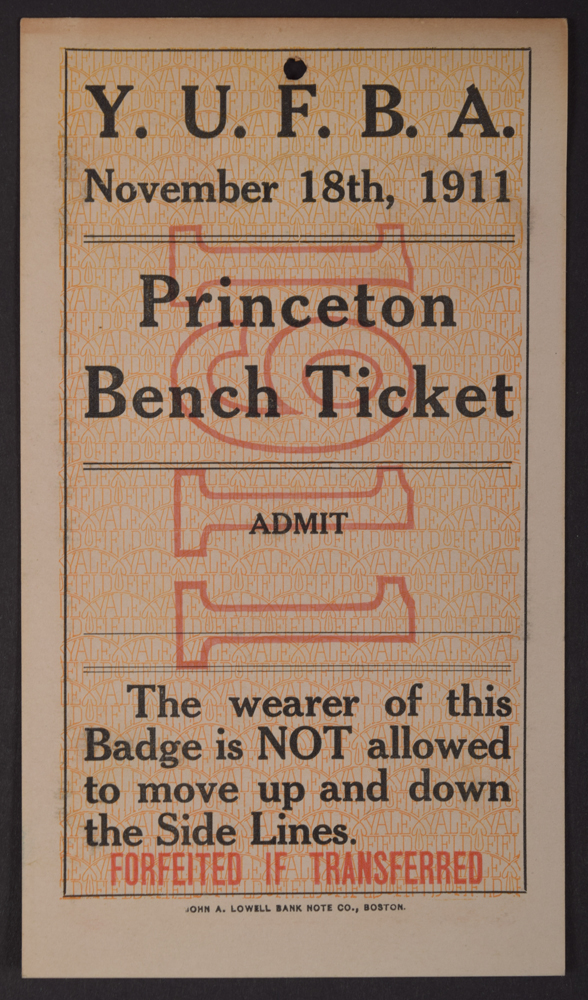 Y. U. F. B. A.
November 18th, 1911
Princeton
Bench Ticket
1911
ADMIT
The wearer of this
Badge is NOT allowed
to move up and down
the Side Lines.
FORFEITED IF TRANSFERRED
JOHN A. LOWELL BANK NOTE CO., BOSTON.